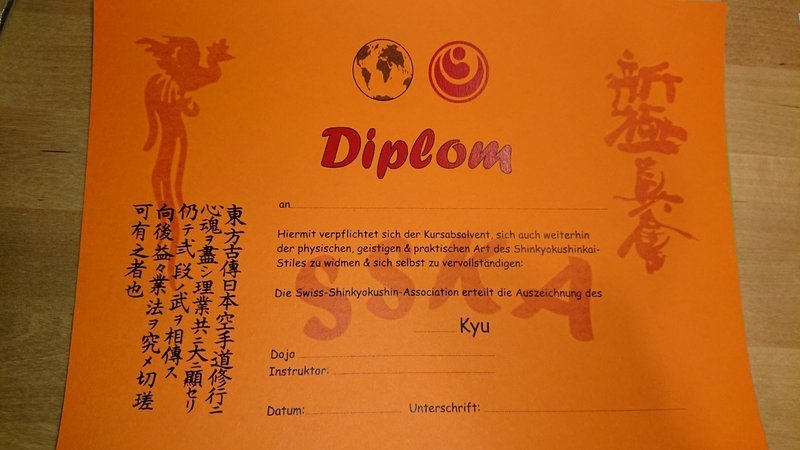 Diplom
新極真會
an
Hiermit verpflichtet sich der Kursabsolvent, sich auch weiterhin
der physischen, geistigen & praktischen Art des Shinkyokushinkai-
Stiles zu widmen & sich selbst zu vervollständigen:
SSKA
Die Swiss-Shinkyokushin-Association erteilt die Auszeichnung des
Kyu
Dojo
Instruktor:
Datum: Unterschrift:
東方古傳日本空手道修行ニ
心魂ヲ盡シ理業共ニ大ニ顯セリ
仍テ弐段ノ武ヲ相傳ス
向後益々業法ヲ究メ切瑳
可有之者也